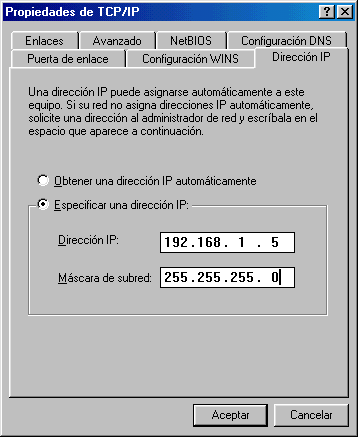 Propiedades de TCP/IP
Enlaces Avanzado NetBIOS Configuración DNS
Puerta de enlace Configuración WINS Dirección IP
Una dirección IP puede asignarse automáticamente a este
equipo. Si su red no asigna direcciones IP automáticamente,
solicite una dirección al administrador de red y escríbala en el
espacio que aparece a continuación.
Obtener una dirección IP automáticamente
Especificar una dirección IP:
Dirección IP: 192.168. 1 . 5
Máscara de subred: 255.255.255. 0
Aceptar Cancelar